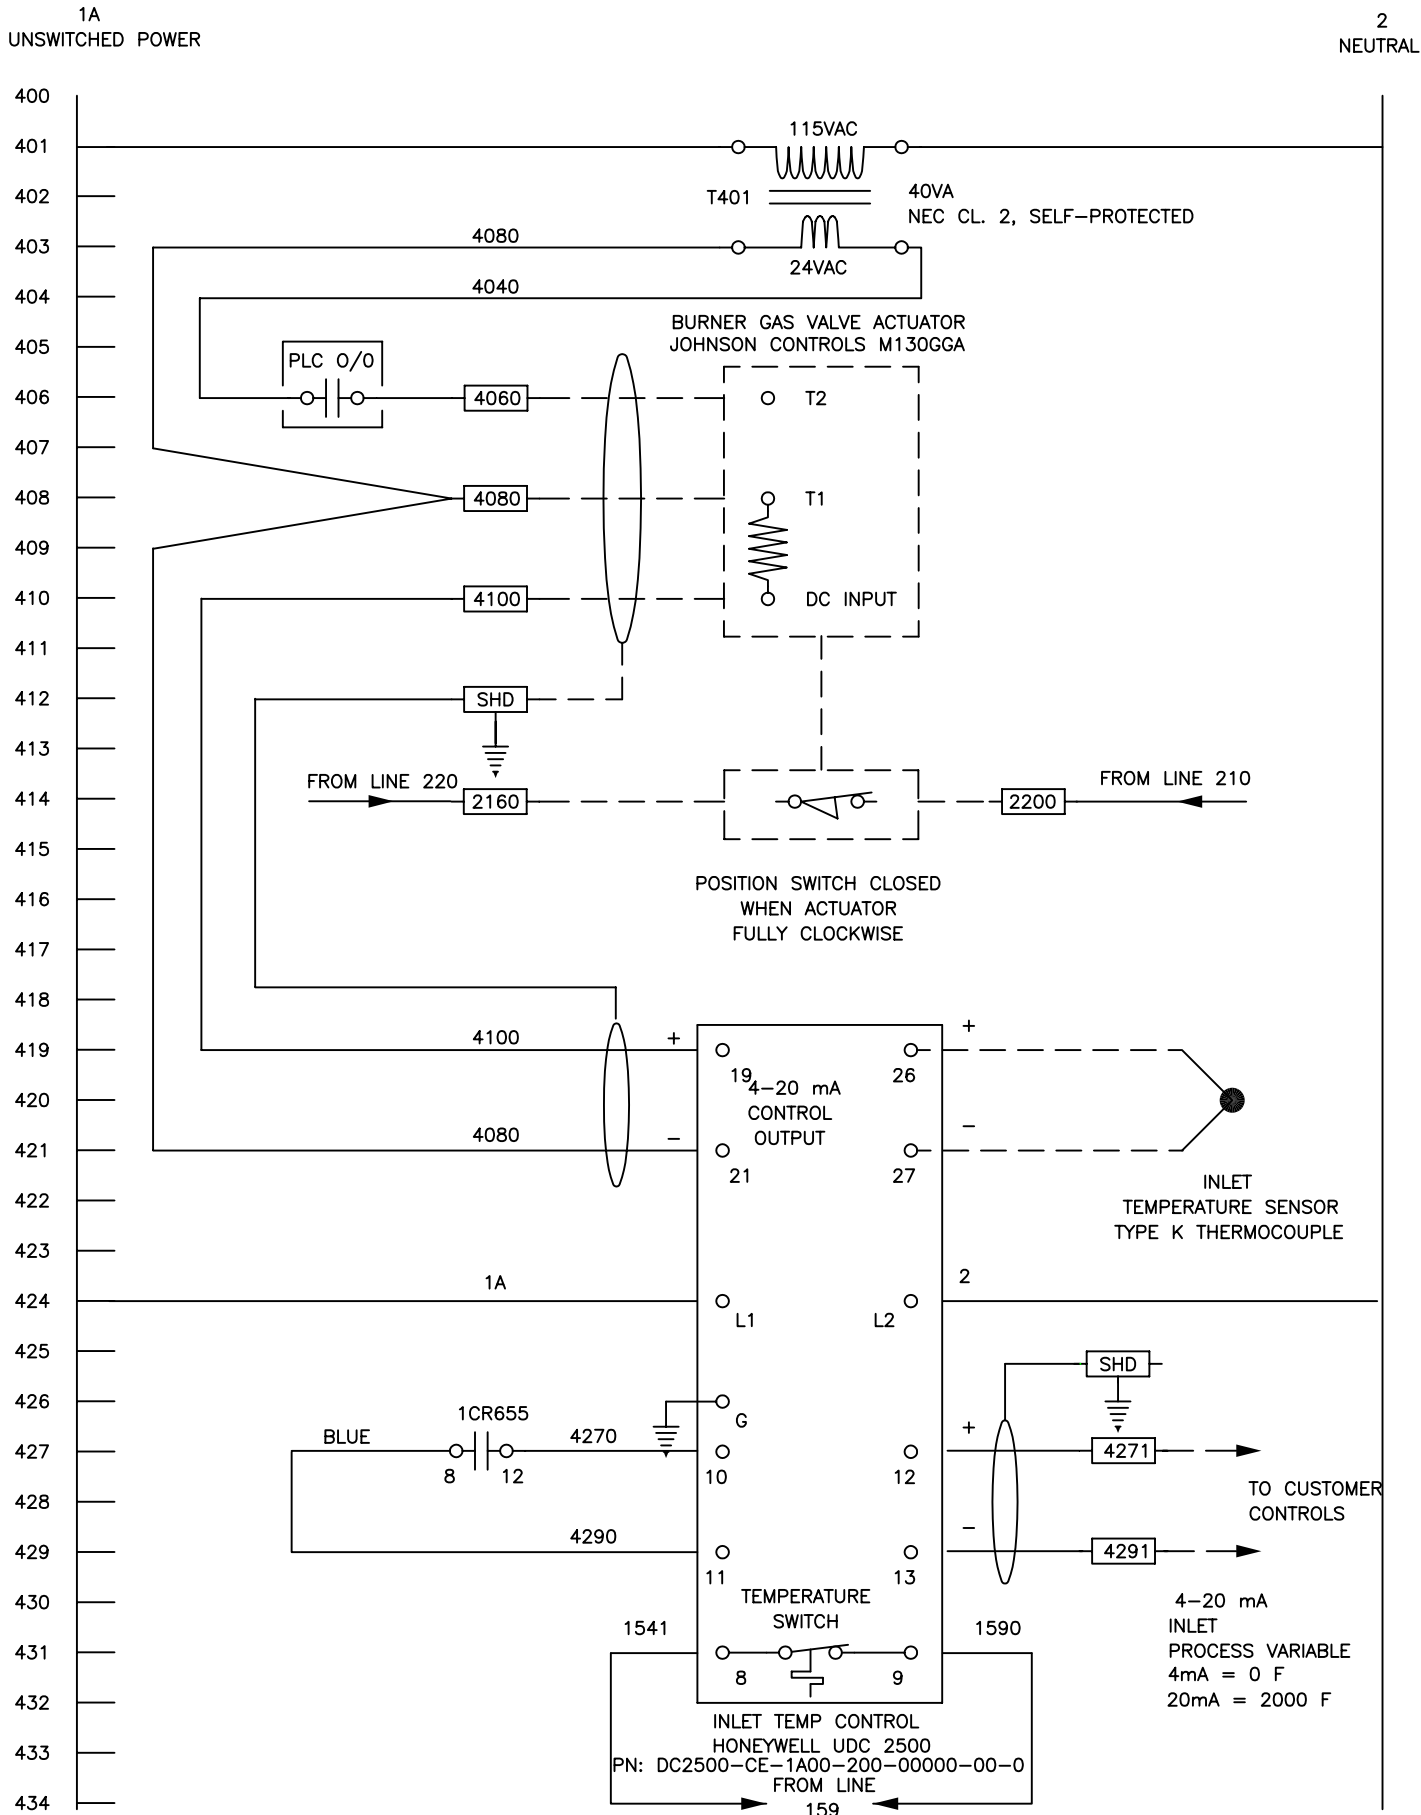 1A
UNSWITCHED POWER
2
NEUTRAL
400
401
115VAC
402
T401
40VA
NEC CL. 2, SELF-PROTECTED
403
4080
24VAC
404
4040
BURNER GAS VALVE ACTUATOR
JOHNSON CONTROLS M130GGA
405
PLC O/0
406
4060
T2
407
408
4080
T1
409
410
4100
DC INPUT
411
412
SHD
413
FROM LINE 220
FROM LINE 210
414
2160
2200
415
POSITION SWITCH CLOSED
WHEN ACTUATOR
FULLY CLOCKWISE
416
417
418
419
4100
+
+
19
26
420
4-20 mA
CONTROL
OUTPUT
421
4080
-
-
21
27
INLET
TEMPERATURE SENSOR
TYPE K THERMOCOUPLE
422
423
424
1A
2
L1
L2
425
SHD
426
G
1CR655
427
BLUE
8
12
4270
10
12
+
4271
TO CUSTOMER
CONTROLS
428
429
4290
11
13
-
4291
430
TEMPERATURE
SWITCH
4-20 mA
INLET
PROCESS VARIABLE
4mA = 0 F
20mA = 2000 F
431
1541
8
9
1590
432
INLET TEMP CONTROL
HONEYWELL UDC 2500
PN: DC2500-CE-1A00-200-00000-00-0
433
FROM LINE
159
434